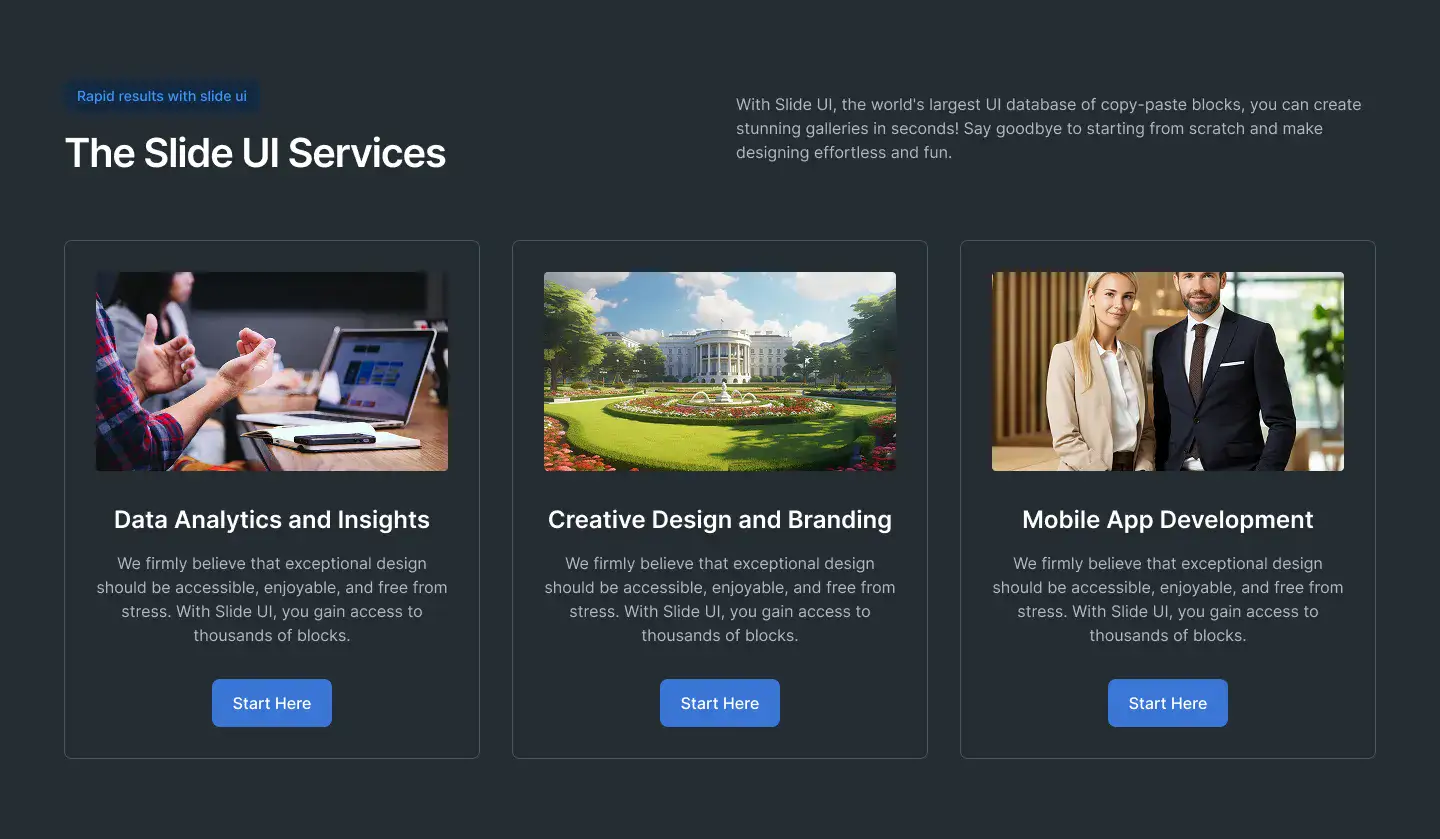 Rapid results with slide ui
The Slide UI Services
With Slide UI, the world's largest UI database of copy-paste blocks, you can create
stunning galleries in seconds! Say goodbye to starting from scratch and make
designing effortless and fun.
Data Analytics and Insights
We firmly believe that exceptional design
should be accessible, enjoyable, and free from
stress. With Slide UI, you gain access to
thousands of blocks.
Start Here
Creative Design and Branding
We firmly believe that exceptional design
should be accessible, enjoyable, and free from
stress. With Slide UI, you gain access to
thousands of blocks.
Start Here
Mobile App Development
We firmly believe that exceptional design
should be accessible, enjoyable, and free from
stress. With Slide UI, you gain access to
thousands of blocks.
Start Here